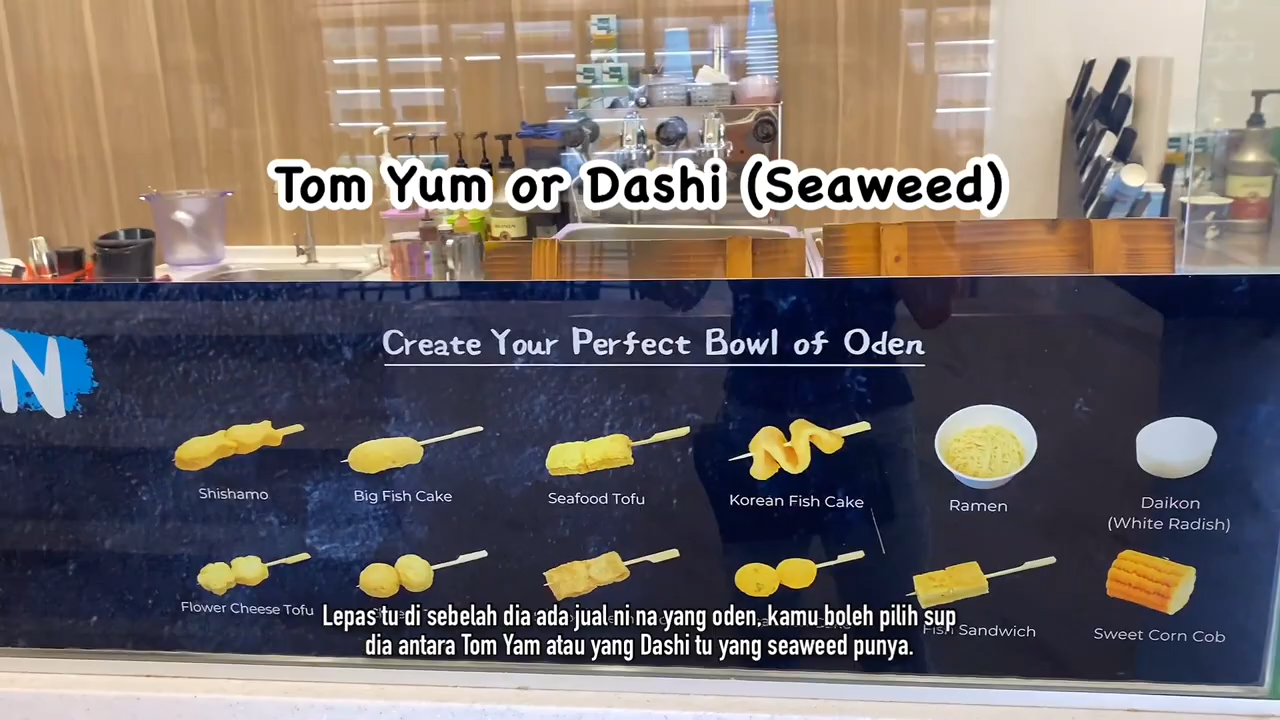 Tom Yum or Dashi (Seaweed)
Create Your Perfect Bowl of Oden
N
Shishamo
Big Fish Cake
Seafood Tofu
Korean Fish Cake
Ramen
Daikon
(White Radish)
Flower Cheese Tofu
Fish Sandwich
Sweet Corn Cob
Lepas tu di sebelah dia ada jual ni na yang oden, kamu boleh pilih sup
dia antara Tom Yam atau yang Dashi tu yang seaweed punya.